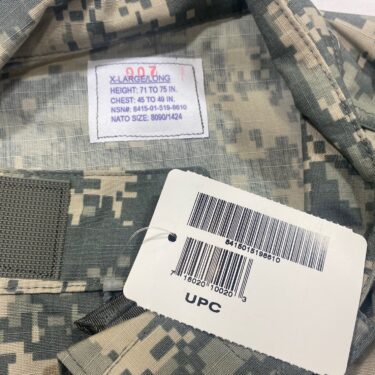 007
X-LARGE/LONG
HEIGHT: 71 TO 75 IN.
CHEST: 45 TO 49 IN.
NSN#: 8415-01-519-8610
NATO SIZE: 8090/1424
8415015198610
7 18020 10020 3
UPC